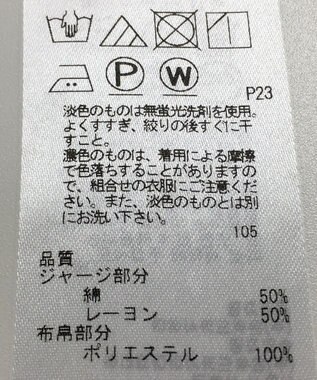 P W
P23
淡色のものは無蛍光洗剤を使用。
よくすすぎ、絞りの後すぐに干
すこと。
濃色のものは、着用による摩擦
で色落ちすることがありますの
で、組合せの衣服にご注意くだ
さい。また、淡色のものとは別
にお洗い下さい。
105
品質
ジャージ部分
綿 50%
レーヨン 50%
布帛部分
ポリエステル 100%